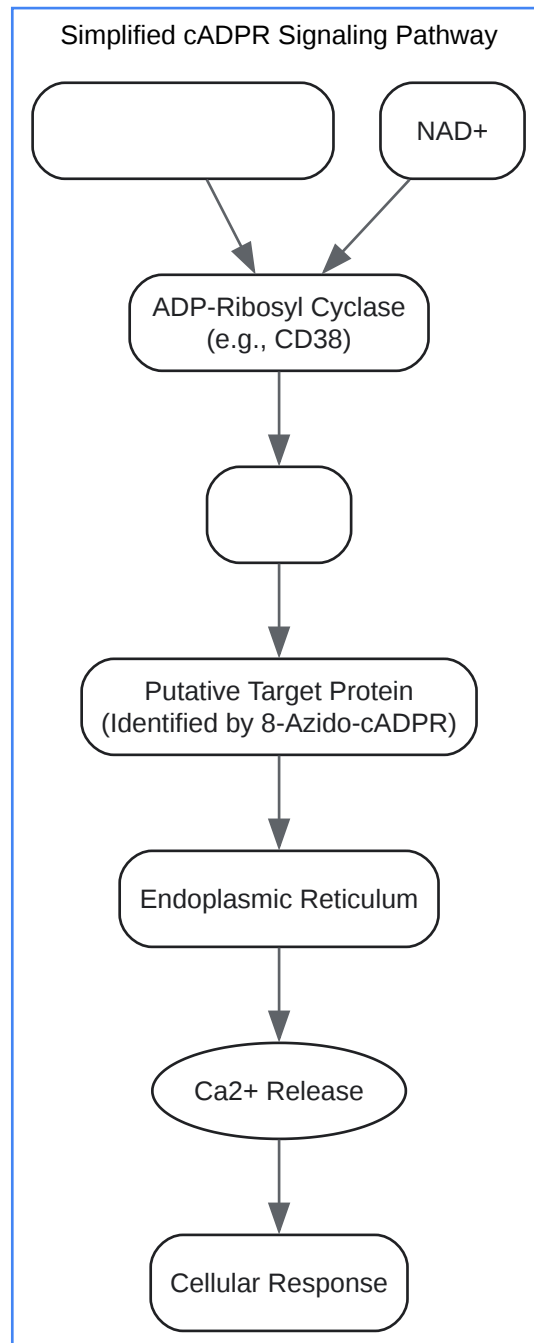 Simplified cADPR Signaling Pathway
NAD+
ADP-Ribosyl Cyclase
(e.g., CD38)
Putative Target Protein
(Identified by 8-Azido-cADPR)
Endoplasmic Reticulum
Ca2+ Release
Cellular Response